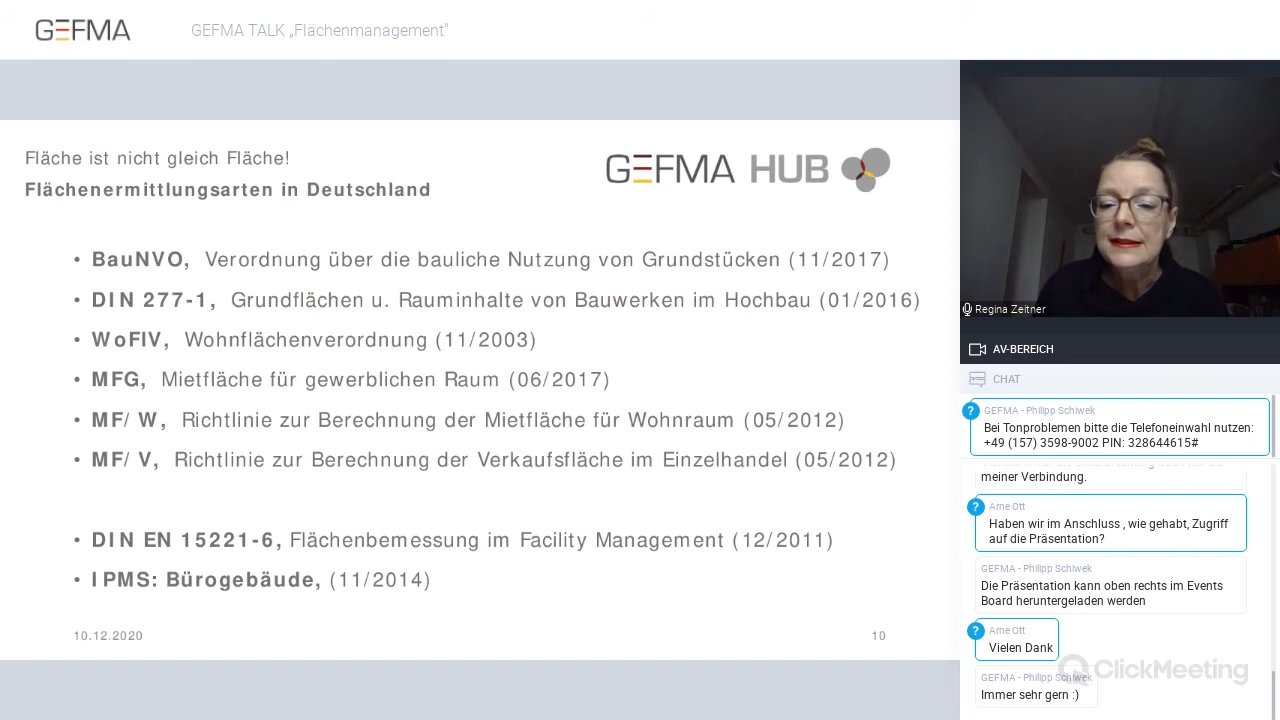 GEFMA
GEFMA TALK „Flächenmanagement"
Fläche ist nicht gleich Fläche!
Flächenermittlungsarten in Deutschland
GEFMA HUB
• BauNVO, Verordnung über die bauliche Nutzung von Grundstücken (11/2017)
• DIN 277-1, Grundflächen u. Rauminhalte von Bauwerken im Hochbau (01/2016)
• WoFlV, Wohnflächenverordnung (11/2003)
• MFG, Mietfläche für gewerblichen Raum (06/2017)
• MF/ W, Richtlinie zur Berechnung der Mietfläche für Wohnraum (05/2012)
• MF/ V, Richtlinie zur Berechnung der Verkaufsfläche im Einzelhandel (05/2012)
• DIN EN 15221-6, Flächenbemessung im Facility Management (12/2011)
• IPMS: Bürogebäude, (11/2014)
10.12.2020
10
Regina Zeitner
AV-BEREICH
CHAT
GEFMA - Philipp Schiwek
Bei Tonproblemen bitte die Telefoneinwahl nutzen:
+49 (157) 3598-9002 PIN: 328644615#
meiner Verbindung.
Arne Ott
Haben wir im Anschluss , wie gehabt, Zugriff
auf die Präsentation?
GEFMA - Philipp Schiwek
Die Präsentation kann oben rechts im Events
Board heruntergeladen werden
Arne Ott
Vielen Dank
ClickMeeting
GEFMA - Philipp Schiwek
Immer sehr gern :)